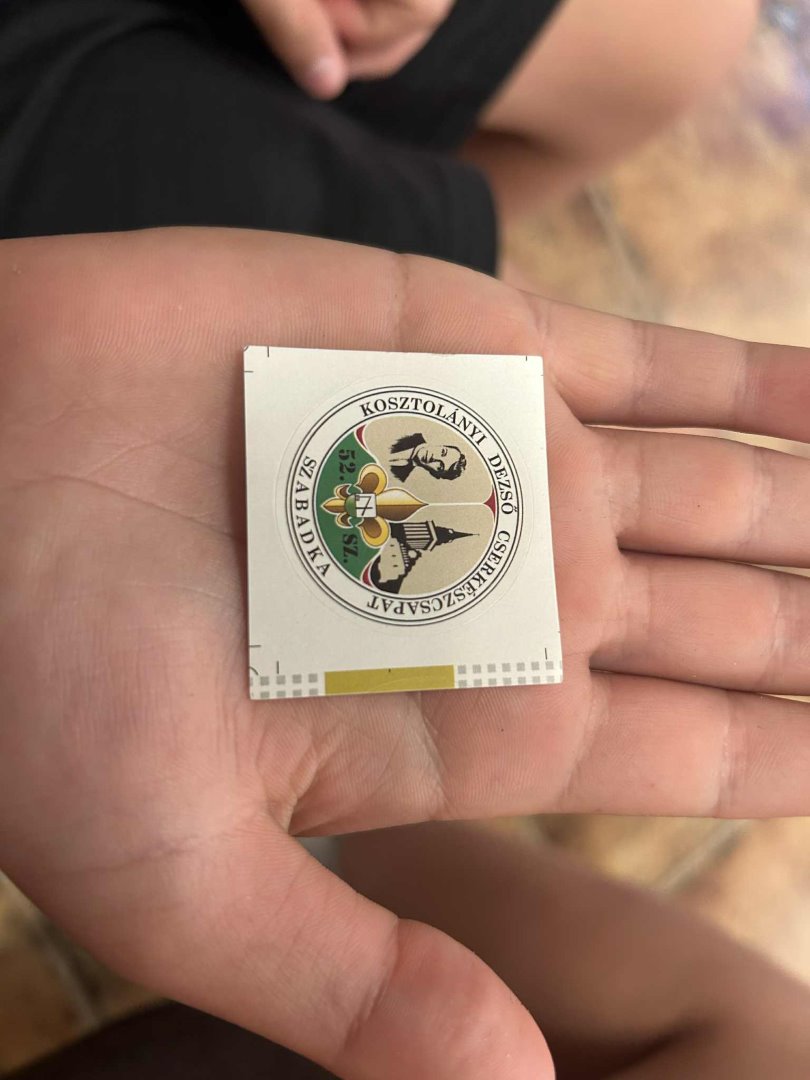 KOSZTOLÁNYI DEZSŐ CSERKÉSZCSAPAT
52. SZ.
SZABADKA